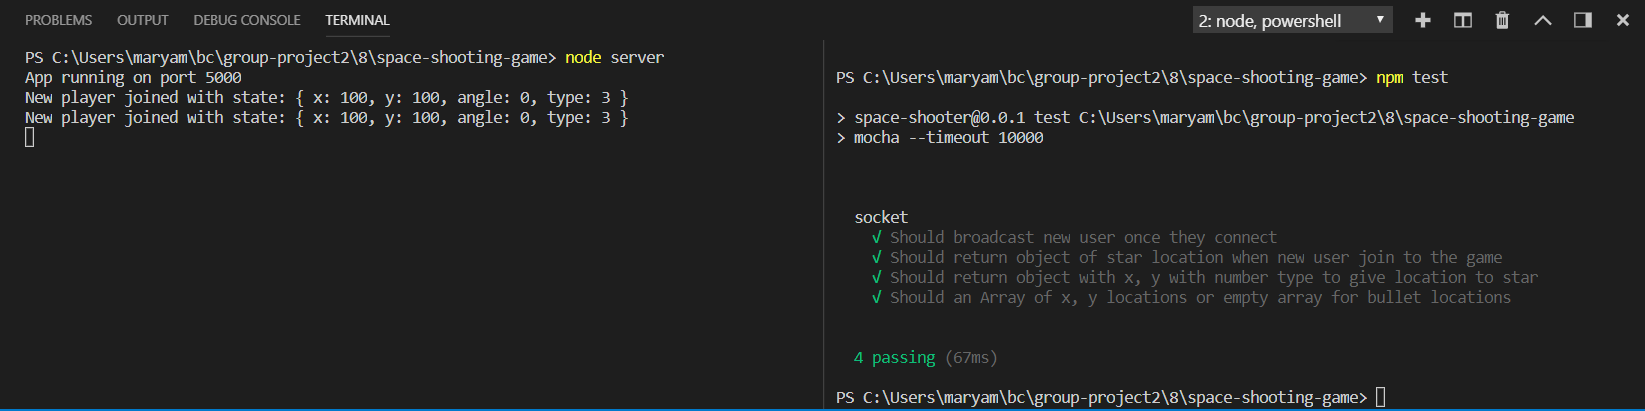 PROBLEMS OUTPUT DEBUG CONSOLE TERMINAL 2: node, powershell
PS C:\Users\maryam\bc\group-project2\8\space-shooting-game> node server
App running on port 5000
New player joined with state: { x: 100, y: 100, angle: 0, type: 3 }
New player joined with state: { x: 100, y: 100, angle: 0, type: 3 }
PS C:\Users\maryam\bc\group-project2\8\space-shooting-game> npm test
> space-shooter@0.0.1 test C:\Users\maryam\bc\group-project2\8\space-shooting-game
> mocha --timeout 10000
socket
√ Should broadcast new user once they connect
√ Should return object of star location when new user join to the game
√ Should return object with x, y with number type to give location to star
√ Should an Array of x, y locations or empty array for bullet locations
4 passing (67ms)
PS C:\Users\maryam\bc\group-project2\8\space-shooting-game>